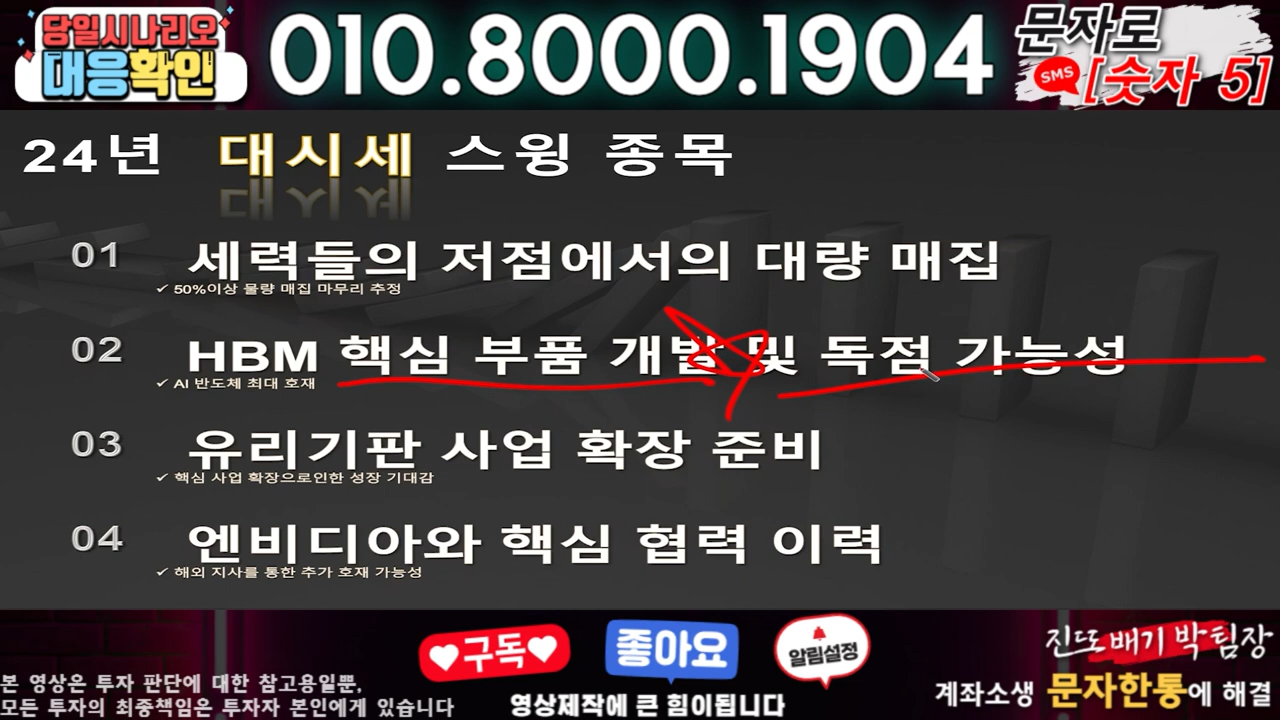 당일시나리오
대응확인
010.8000.1904
문자로
SMS [숫자 5]
24년 대시세 스윙 종목
01 세력들의 저점에서의 대량 매집
✓ 50%이상 물량 매집 마무리 추정
02 HBM 핵심 부품 개발 및 독점 가능성
✓ AI 반도체 최대 호재
03 유리기판 사업 확장 준비
✓ 핵심 사업 확장으로인한 성장 기대감
04 엔비디아와 핵심 협력 이력
✓ 해외 지사를 통한 추가 호재 가능성
구독
좋아요
알림설정
영상제작에 큰 힘이됩니다
본 영상은 투자 판단에 대한 참고용일뿐,
모든 투자의 최종책임은 투자자 본인에게 있습니다
진또배기 박팀장
계좌소생 문자한통에 해결